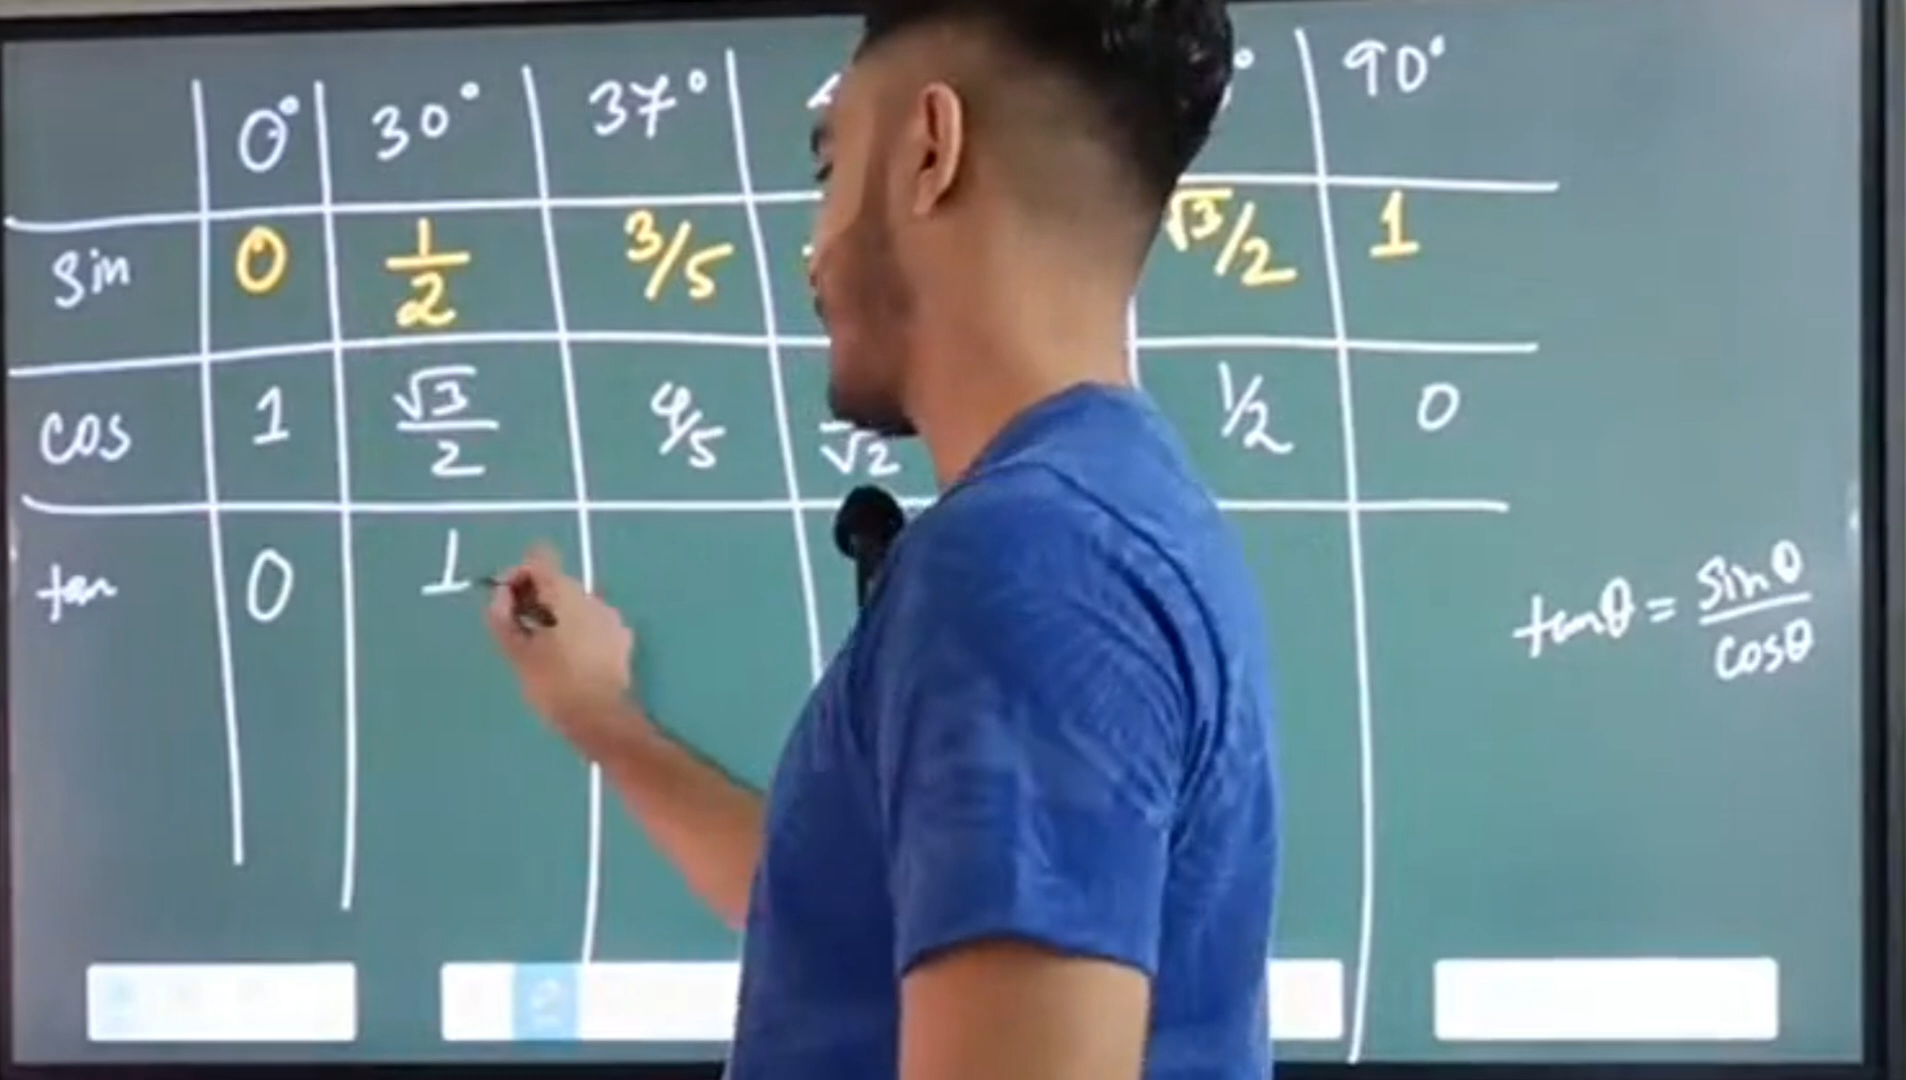 0° 30° 37° 90°
sin 0 1/2 3/5 √3/2 1
cos 1 √3/2 4/5 √2 1/2 0
tan 0 1
tanθ = sinθ/cosθ